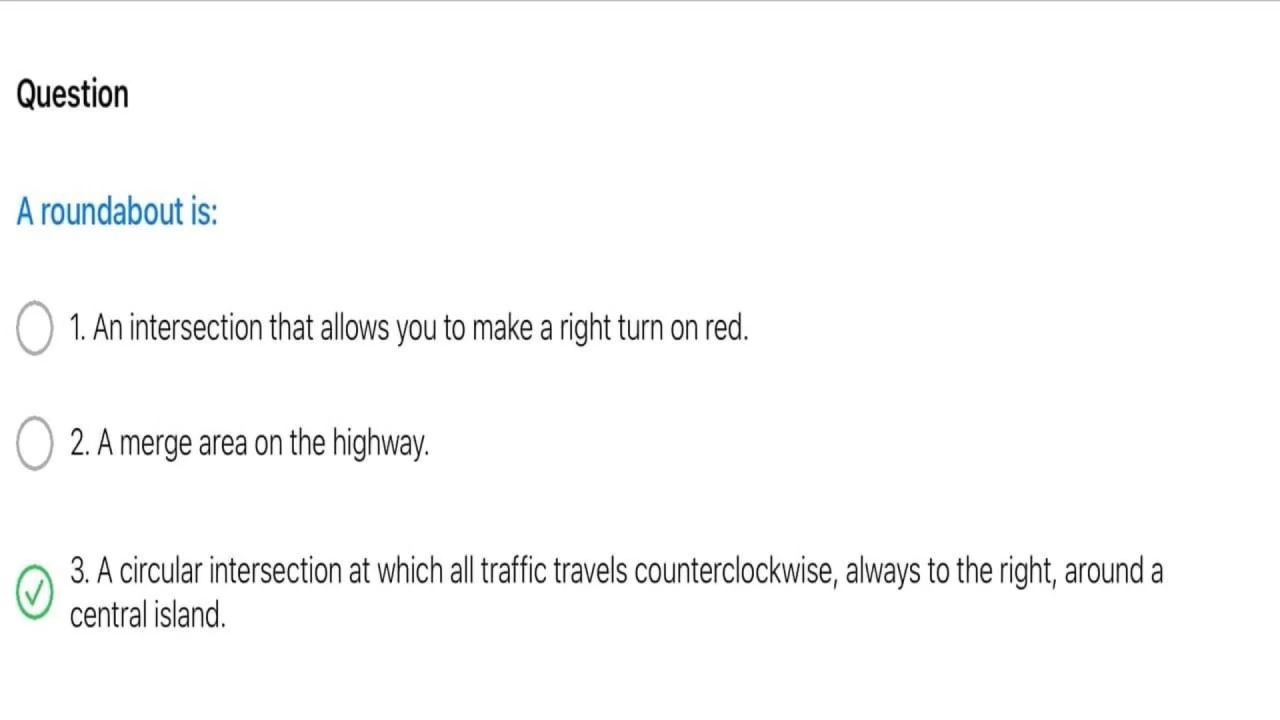 Question
A roundabout is:
1. An intersection that allows you to make a right turn on red.
2. A merge area on the highway.
3. A circular intersection at which all traffic travels counterclockwise, always to the right, around a
central island.